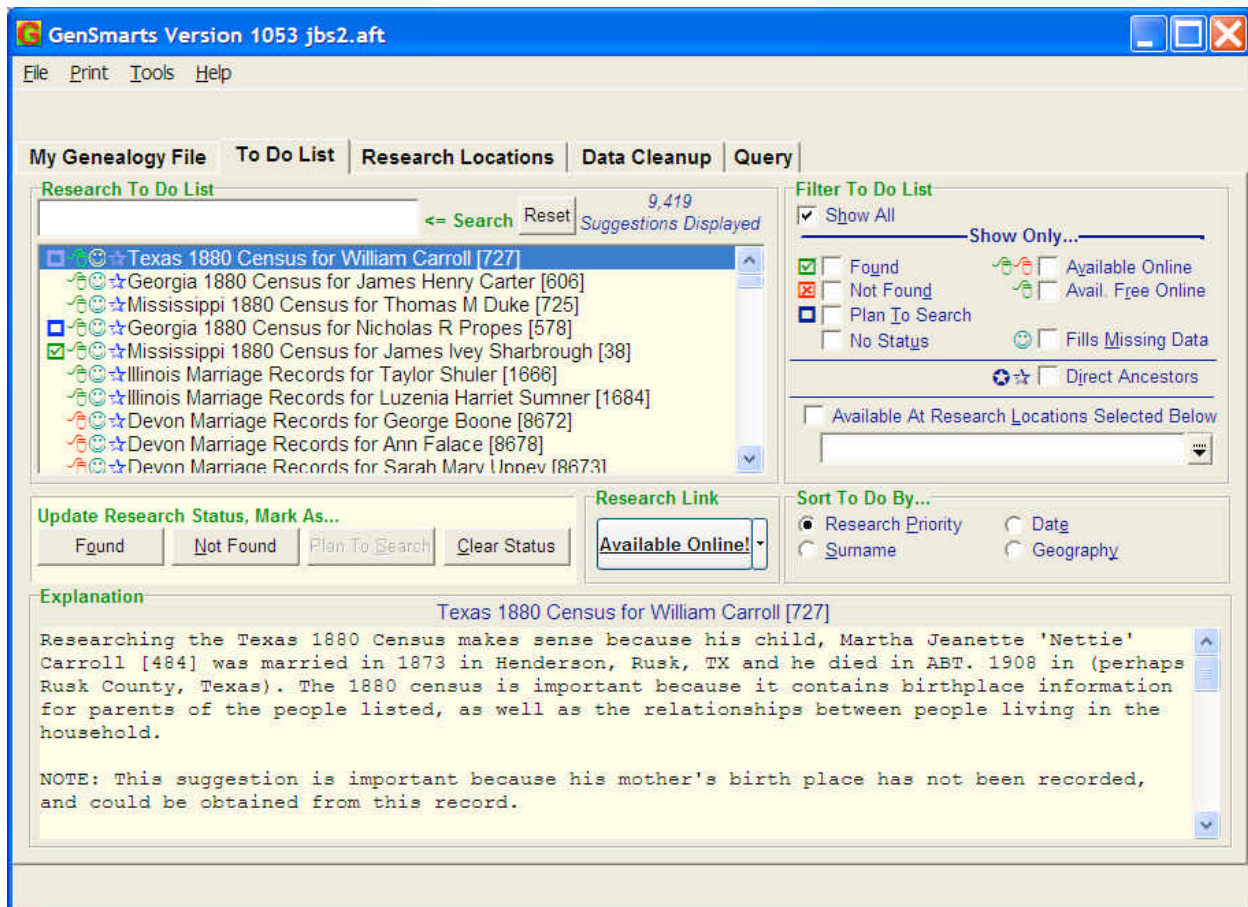 GenSmarts Version 1053 jbs2.aft
File Print Tools Help
My Genealogy File To Do List Research Locations Data Cleanup Query
Research To Do List
<= Search Reset 9,419 Suggestions Displayed
Texas 1880 Census for William Carroll [727]
Georgia 1880 Census for James Henry Carter [606]
Mississippi 1880 Census for Thomas M Duke [725]
Georgia 1880 Census for Nicholas R Propes [578]
Mississippi 1880 Census for James Ivey Sharbrough [38]
Illinois Marriage Records for Taylor Shuler [1666]
Illinois Marriage Records for Luzenia Harriet Sumner [1684]
Devon Marriage Records for George Boone [8672]
Devon Marriage Records for Ann Falace [8678]
Devon Marriage Records for Sarah Mary Uppey [8673]
Filter To Do List
Show All
Show Only...
Found Available Online
Not Found Avail. Free Online
Plan To Search
No Status Fills Missing Data
Direct Ancestors
Available At Research Locations Selected Below
Update Research Status, Mark As...
Found Not Found Plan To Search Clear Status
Research Link
Available Online!
Sort To Do By...
Research Priority Date
Surname Geography
Explanation
Texas 1880 Census for William Carroll [727]
Researching the Texas 1880 Census makes sense because his child, Martha Jeanette 'Nettie'
Carroll [484] was married in 1873 in Henderson, Rusk, TX and he died in ABT. 1908 in (perhaps
Rusk County, Texas). The 1880 census is important because it contains birthplace information
for parents of the people listed, as well as the relationships between people living in the
household.
NOTE: This suggestion is important because his mother's birth place has not been recorded,
and could be obtained from this record.